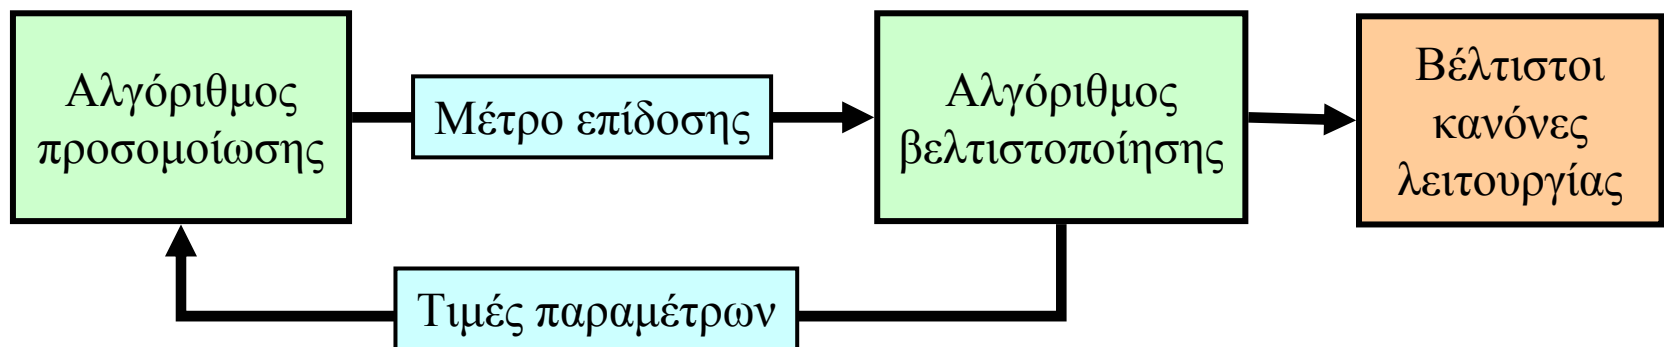 Αλγόριθμος
προσομοίωσης
Μέτρο επίδοσης
Αλγόριθμος
βελτιστοποίησης
Βέλτιστοι
κανόνες
λειτουργίας
Τιμές παραμέτρων